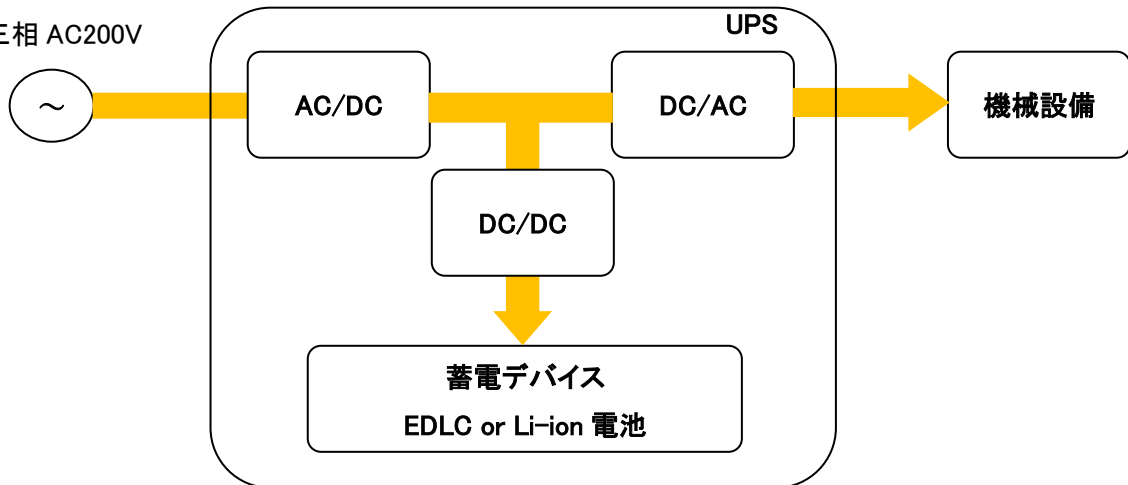 三相 AC200V
UPS
～
AC/DC
DC/AC
機械設備
DC/DC
蓄電デバイス
EDLC or Li-ion 電池